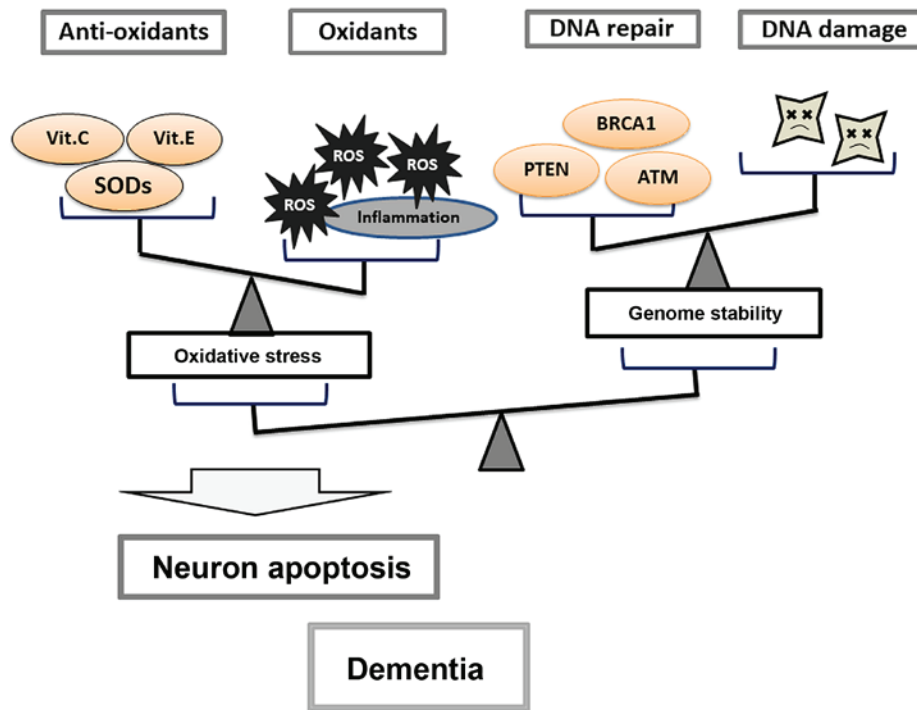 Anti-oxidants
Oxidants
DNA repair
DNA damage
Vit.C
Vit.E
SODs
ROS
ROS
ROS
Inflammation
BRCA1
PTEN
ATM
Oxidative stress
Genome stability
Neuron apoptosis
Dementia